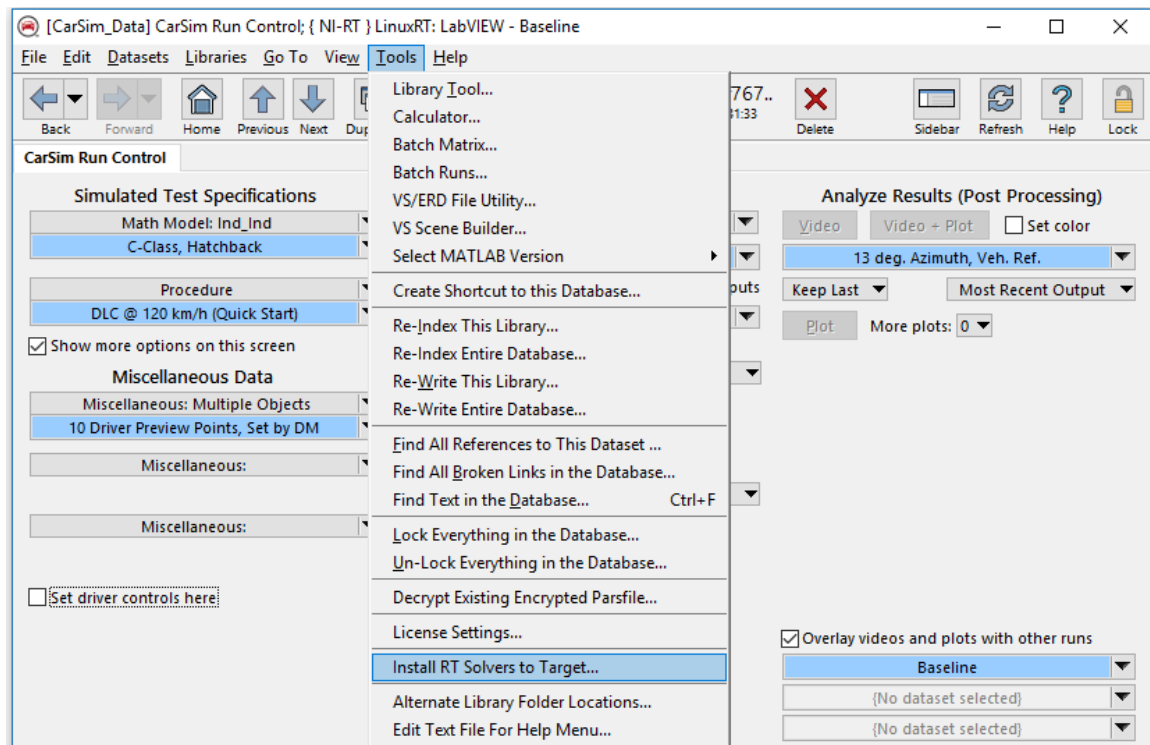 [CarSim_Data] CarSim Run Control; { NI-RT } LinuxRT: LabVIEW - Baseline
File Edit Datasets Libraries Go To View Tools Help
Back Forward Home Previous Next
767..
31:33
Delete Sidebar Refresh Help Lock
CarSim Run Control
Simulated Test Specifications
Math Model: Ind_Ind
C-Class, Hatchback
Procedure
DLC @ 120 km/h (Quick Start)
Show more options on this screen
Miscellaneous Data
Miscellaneous: Multiple Objects
10 Driver Preview Points, Set by DM
Miscellaneous:
Miscellaneous:
Set driver controls here
Library Tool...
Calculator...
Batch Matrix...
Batch Runs...
VS/ERD File Utility...
VS Scene Builder...
Select MATLAB Version
Create Shortcut to this Database...
Re-Index This Library...
Re-Index Entire Database...
Re-Write This Library...
Re-Write Entire Database...
Find All References to This Dataset ...
Find All Broken Links in the Database...
Find Text in the Database... Ctrl+F
Lock Everything in the Database...
Un-Lock Everything in the Database...
Decrypt Existing Encrypted Parsfile...
License Settings...
Install RT Solvers to Target...
Alternate Library Folder Locations...
Edit Text File For Help Menu...
Analyze Results (Post Processing)
Video Video + Plot Set color
13 deg. Azimuth, Veh. Ref.
Keep Last Most Recent Output
Plot More plots: 0
Overlay videos and plots with other runs
Baseline
{No dataset selected}
{No dataset selected}